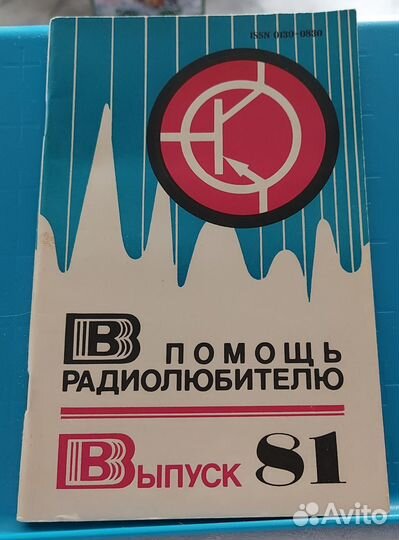 ISSN 0130-0830
В ПОМОЩЬ
РАДИОЛЮБИТЕЛЮ
ВЫПУСК 81
Avito